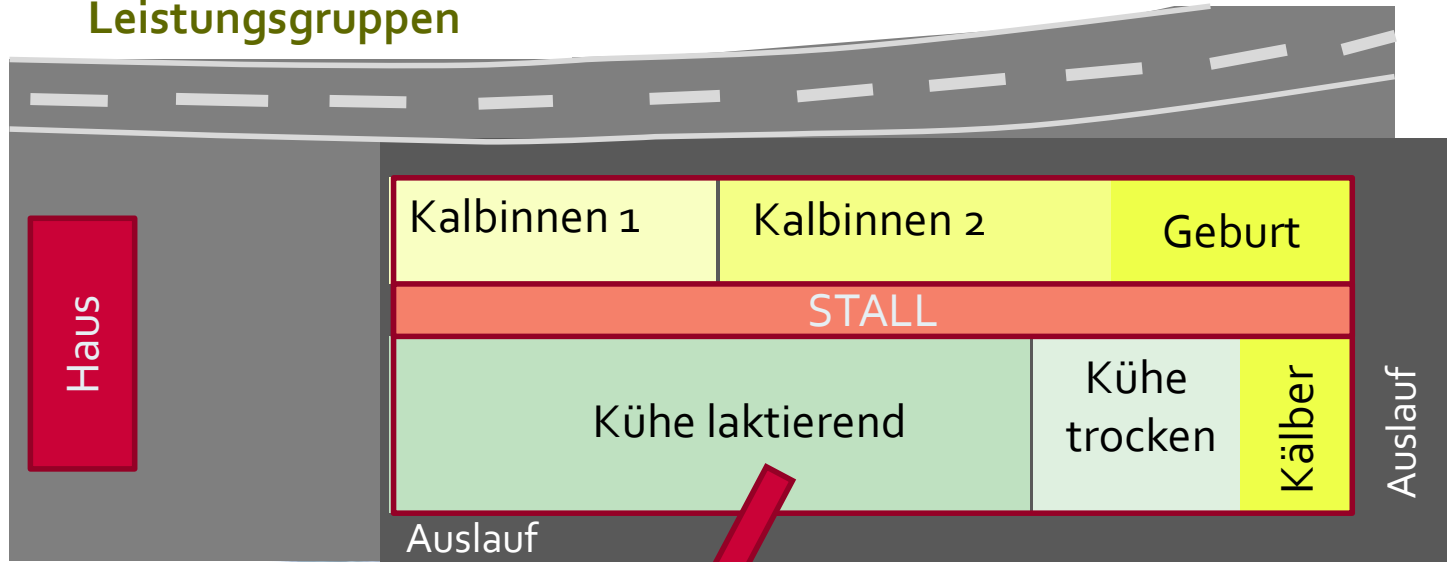 Leistungsgruppen
Kalbinnen 1
Kalbinnen 2
Geburt
Haus
STALL
Kühe laktierend
Kühe
trocken
Kälber
Auslauf
Auslauf